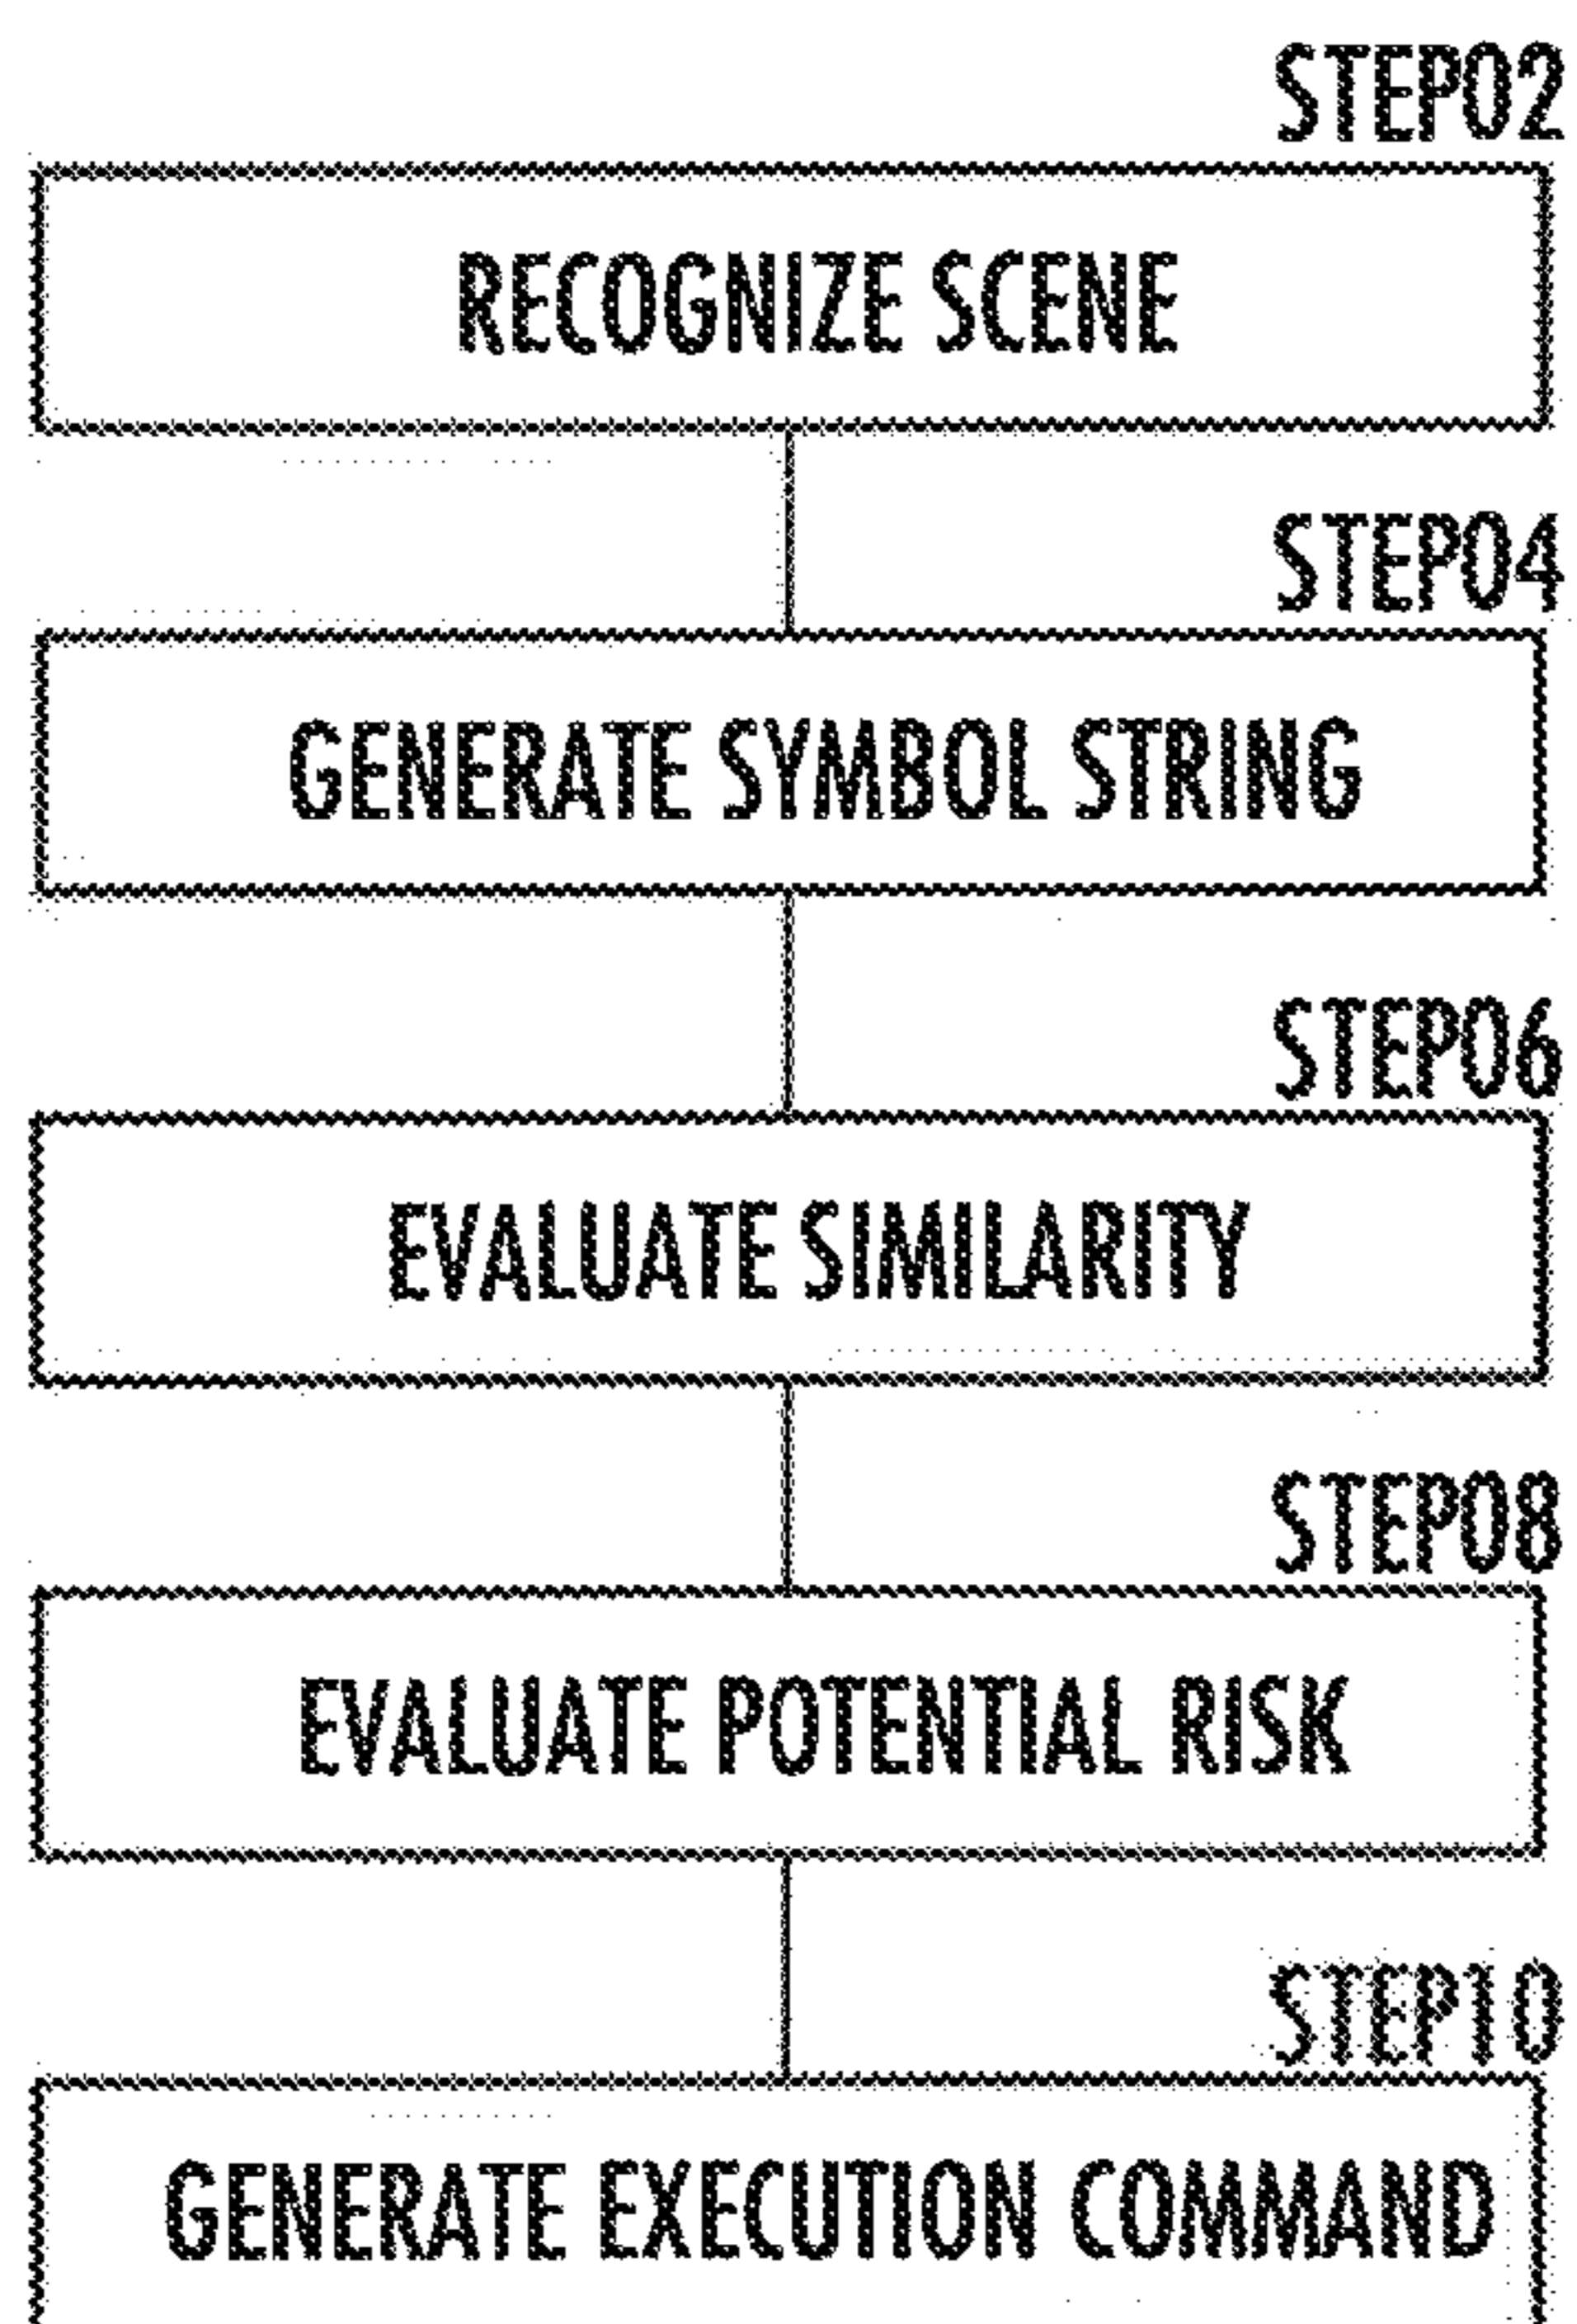 STEP02
RECOGNIZE SCENE
STEP04
GENERATE SYMBOL STRING
STEP06
EVALUATE SIMILARITY
STEP08
EVALUATE POTENTIAL RISK
STEP10
GENERATE EXECUTION COMMAND